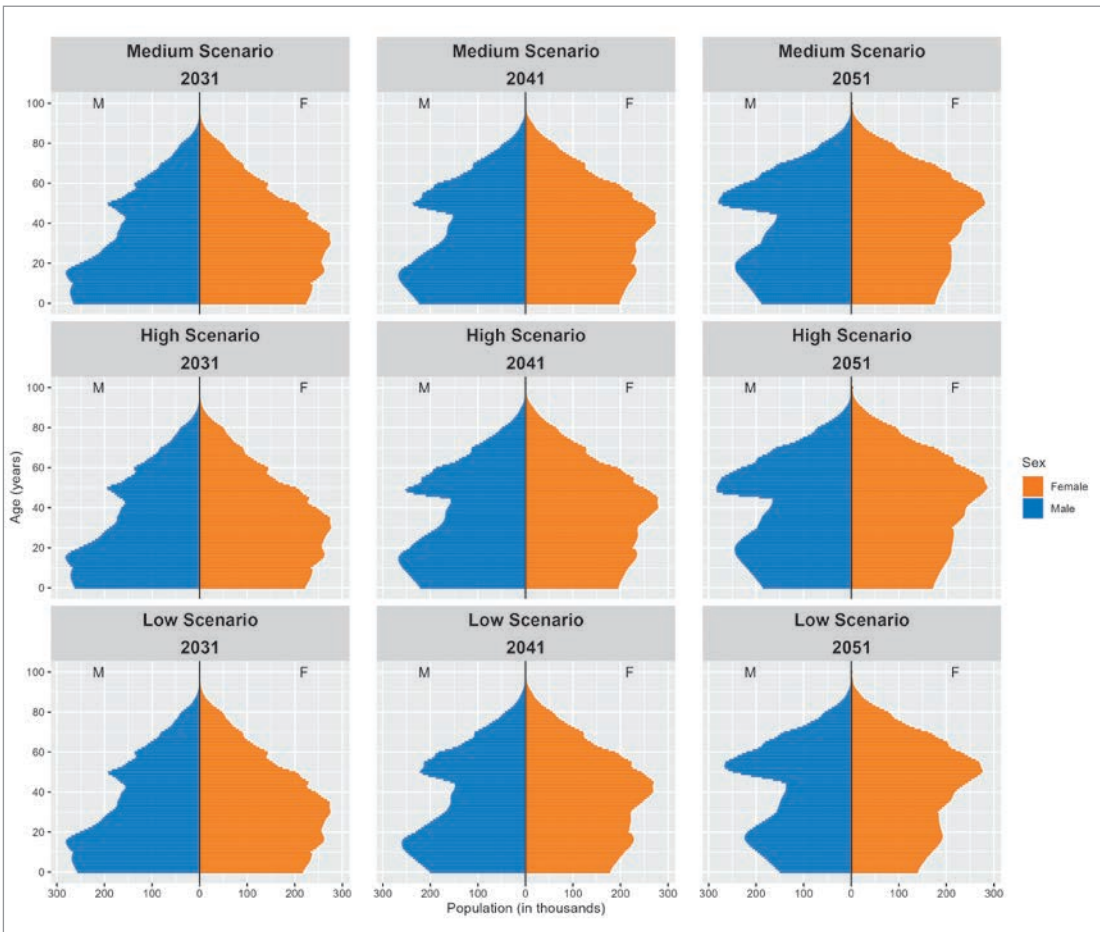 Medium Scenario
2031
Medium Scenario
2041
Medium Scenario
2051
M F
M F
M F
100
80
60
40
20
0
High Scenario
2031
High Scenario
2041
High Scenario
2051
M F
M F
M F
100
80
60
40
20
0
Age (years)
Sex
Female
Male
Low Scenario
2031
Low Scenario
2041
Low Scenario
2051
M F
M F
M F
100
80
60
40
20
0
300 200 100 0 100 200 300
300 200 100 0 100 200 300
300 200 100 0 100 200 300
Population (in thousands)